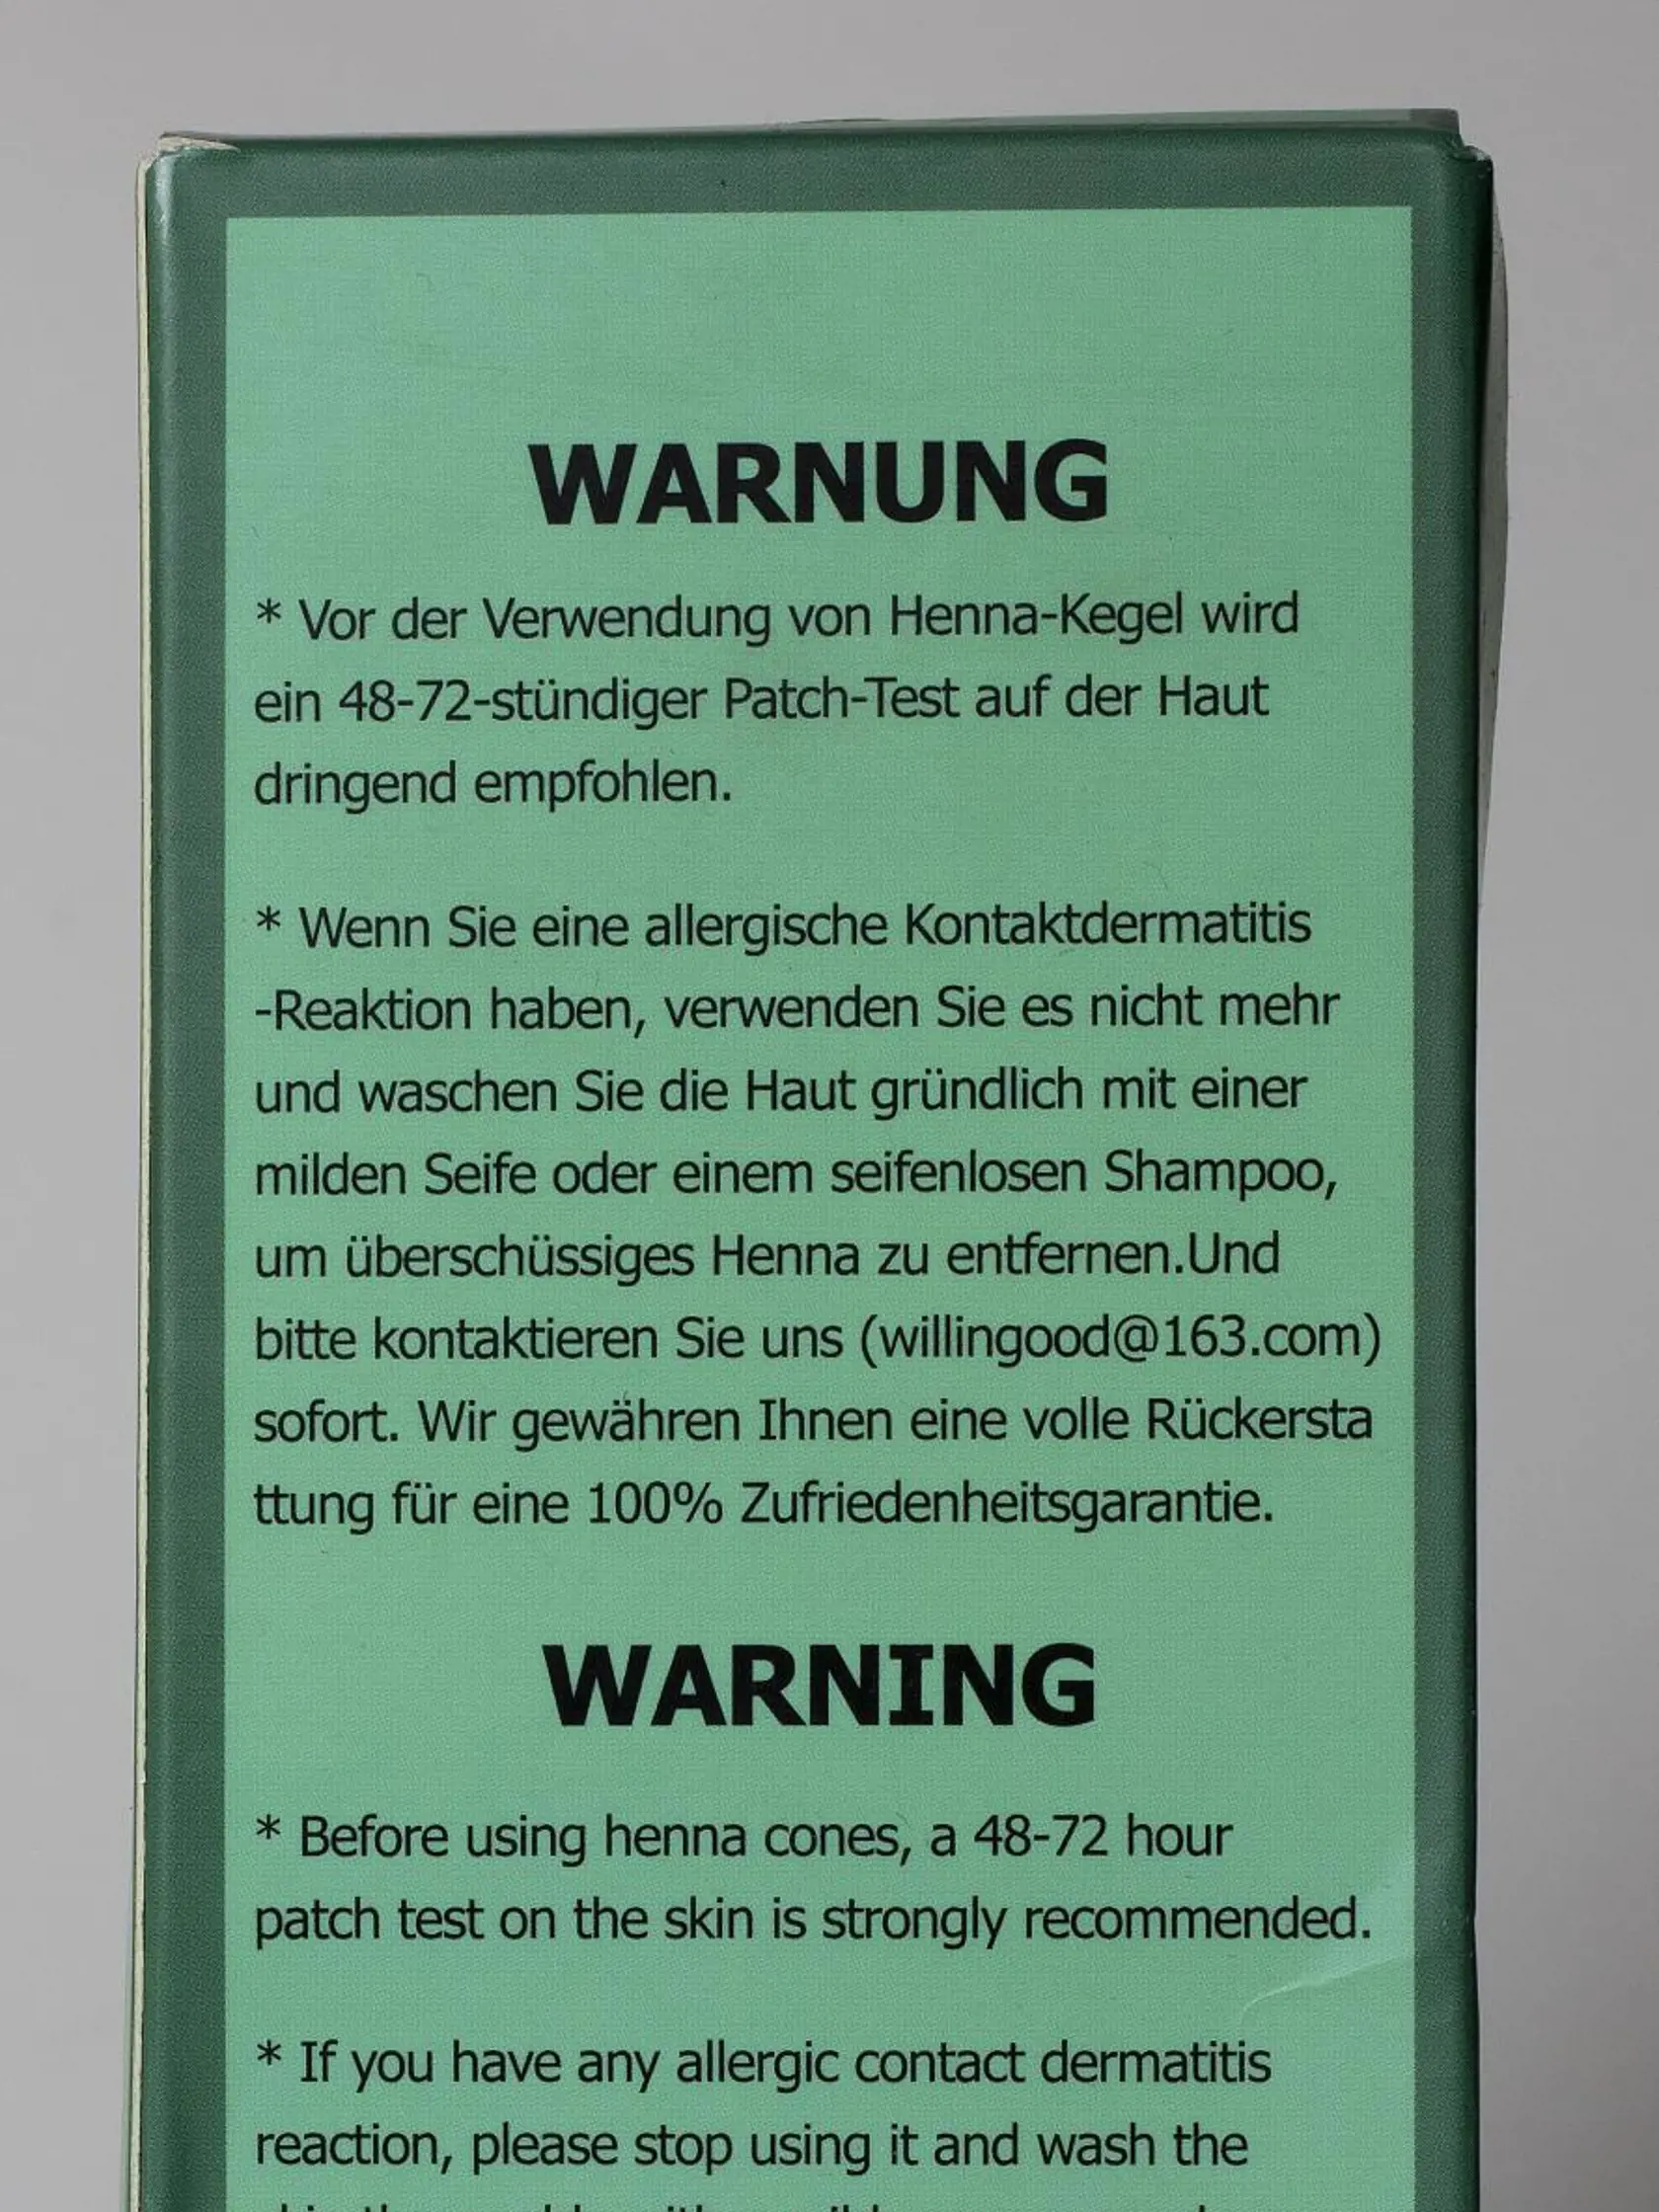 WARNUNG
* Vor der Verwendung von Henna-Kegel wird
ein 48-72-stündiger Patch-Test auf der Haut
dringend empfohlen.
* Wenn Sie eine allergische Kontaktdermatitis
-Reaktion haben, verwenden Sie es nicht mehr
und waschen Sie die Haut gründlich mit einer
milden Seife oder einem seifenlosen Shampoo,
um überschüssiges Henna zu entfernen.Und
bitte kontaktieren Sie uns (willingood@163.com)
sofort. Wir gewähren Ihnen eine volle Rückersta
ttung für eine 100% Zufriedenheitsgarantie.
WARNING
* Before using henna cones, a 48-72 hour
patch test on the skin is strongly recommended.
* If you have any allergic contact dermatitis
reaction, please stop using it and wash the